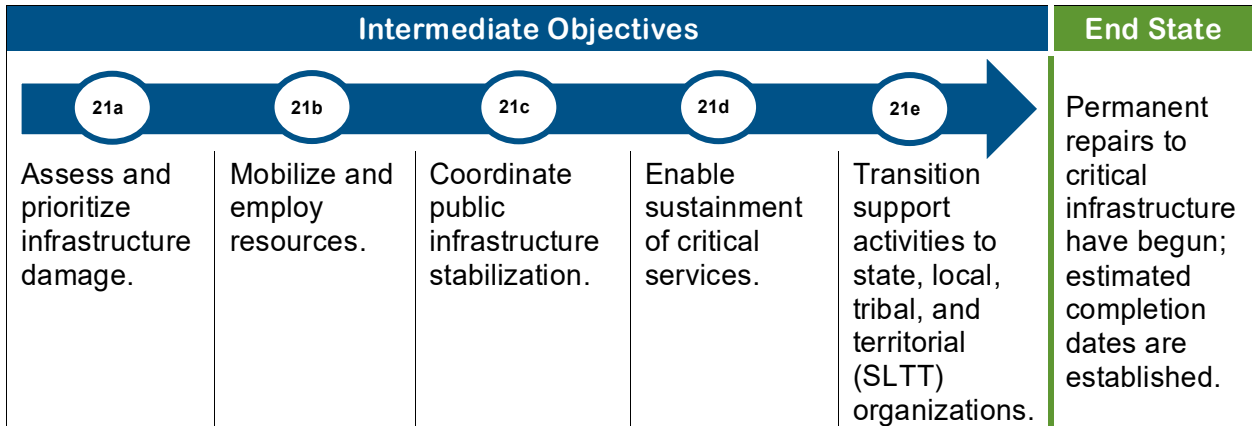 Intermediate Objectives
End State
21a
21b
21c
21d
21e
Assess and
prioritize
infrastructure
damage.
Mobilize and
employ
resources.
Coordinate
public
infrastructure
stabilization.
Enable
sustainment
of critical
services.
Transition
support
activities to
state, local,
tribal, and
territorial
(SLTT)
organizations.
Permanent
repairs to
critical
infrastructure
have begun;
estimated
completion
dates are
established.